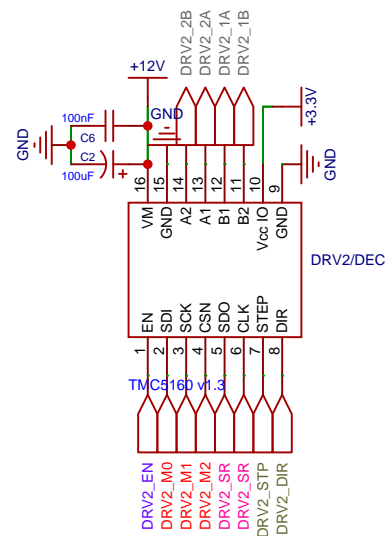 DRV2_2B
DRV2_2A
DRV2_1A
DRV2_1B
+12V
100nF
GND
+3.3V
C6
GND
C2
100uF
+
GND
16
15
14
13
12
11
10
9
VM
GND
A2
A1
B1
B2
Vcc IO
GND
DRV2/DEC
EN
SDI
SCK
CSN
SDO
CLK
STEP
DIR
1
2
3
4
5
6
7
8
TMC5160 v1.3
DRV2_EN
DRV2_M0
DRV2_M1
DRV2_M2
DRV2_SR
DRV2_SR
DRV2_STP
DRV2_DIR